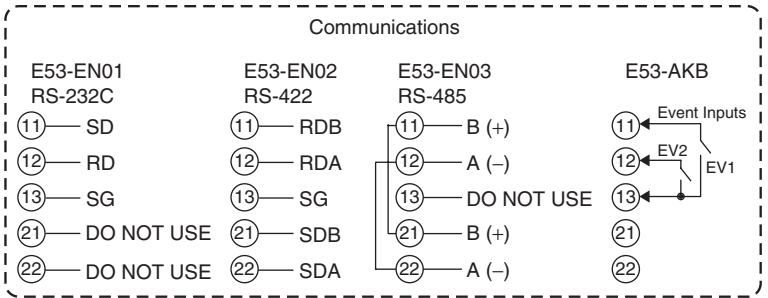 Communications
E53-EN01 E53-EN02 E53-EN03 E53-AKB
RS-232C RS-422 RS-485
11 SD 11 RDB 11 B (+) 11 Event Inputs
12 RD 12 RDA 12 A (−) 12 EV2 EV1
13 SG 13 SG 13 DO NOT USE 13
21 DO NOT USE 21 SDB 21 B (+) 21
22 DO NOT USE 22 SDA 22 A (−) 22